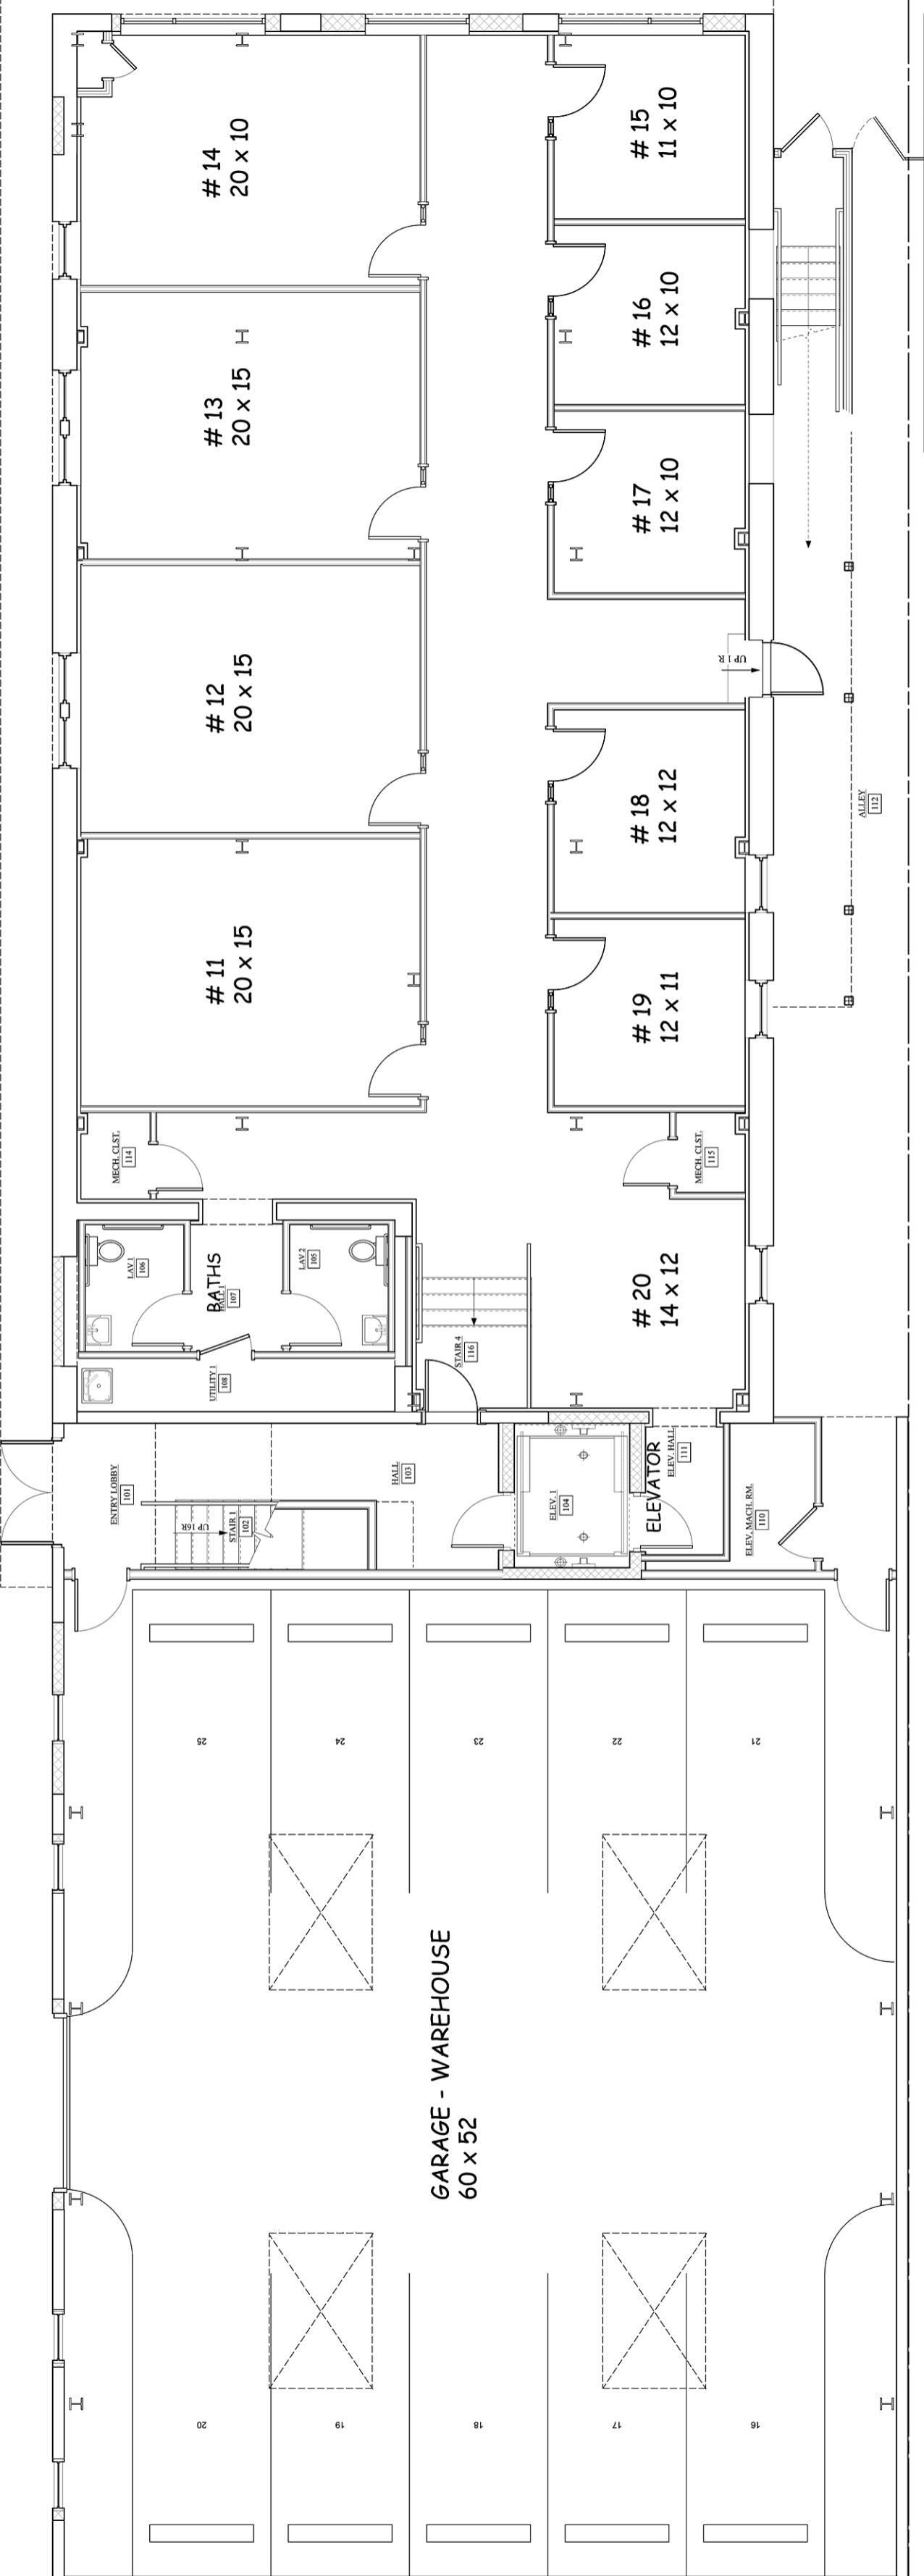 # 14
20 x 10
# 15
11 x 10
# 13
20 x 15
# 16
12 x 10
# 17
12 x 10
# 12
20 x 15
UP 1 R
# 18
12 x 12
ALLEY
112
# 11
20 x 15
# 19
12 x 11
MECH. CLST.
114
MECH. CLST.
115
LAV 1
106
BATHS
107
LAV 2
105
# 20
14 x 12
STAIR 4
116
UTILITY 1
108
ENTRY LOBBY
101
HALL
103
UP 16R
STAIR 1
102
ELEV. 1
104
ELEVATOR
ELEV. HALL
111
ELEV. MACH. RM.
110
25
24
23
22
21
GARAGE - WAREHOUSE
60 x 52
20
19
18
17
16